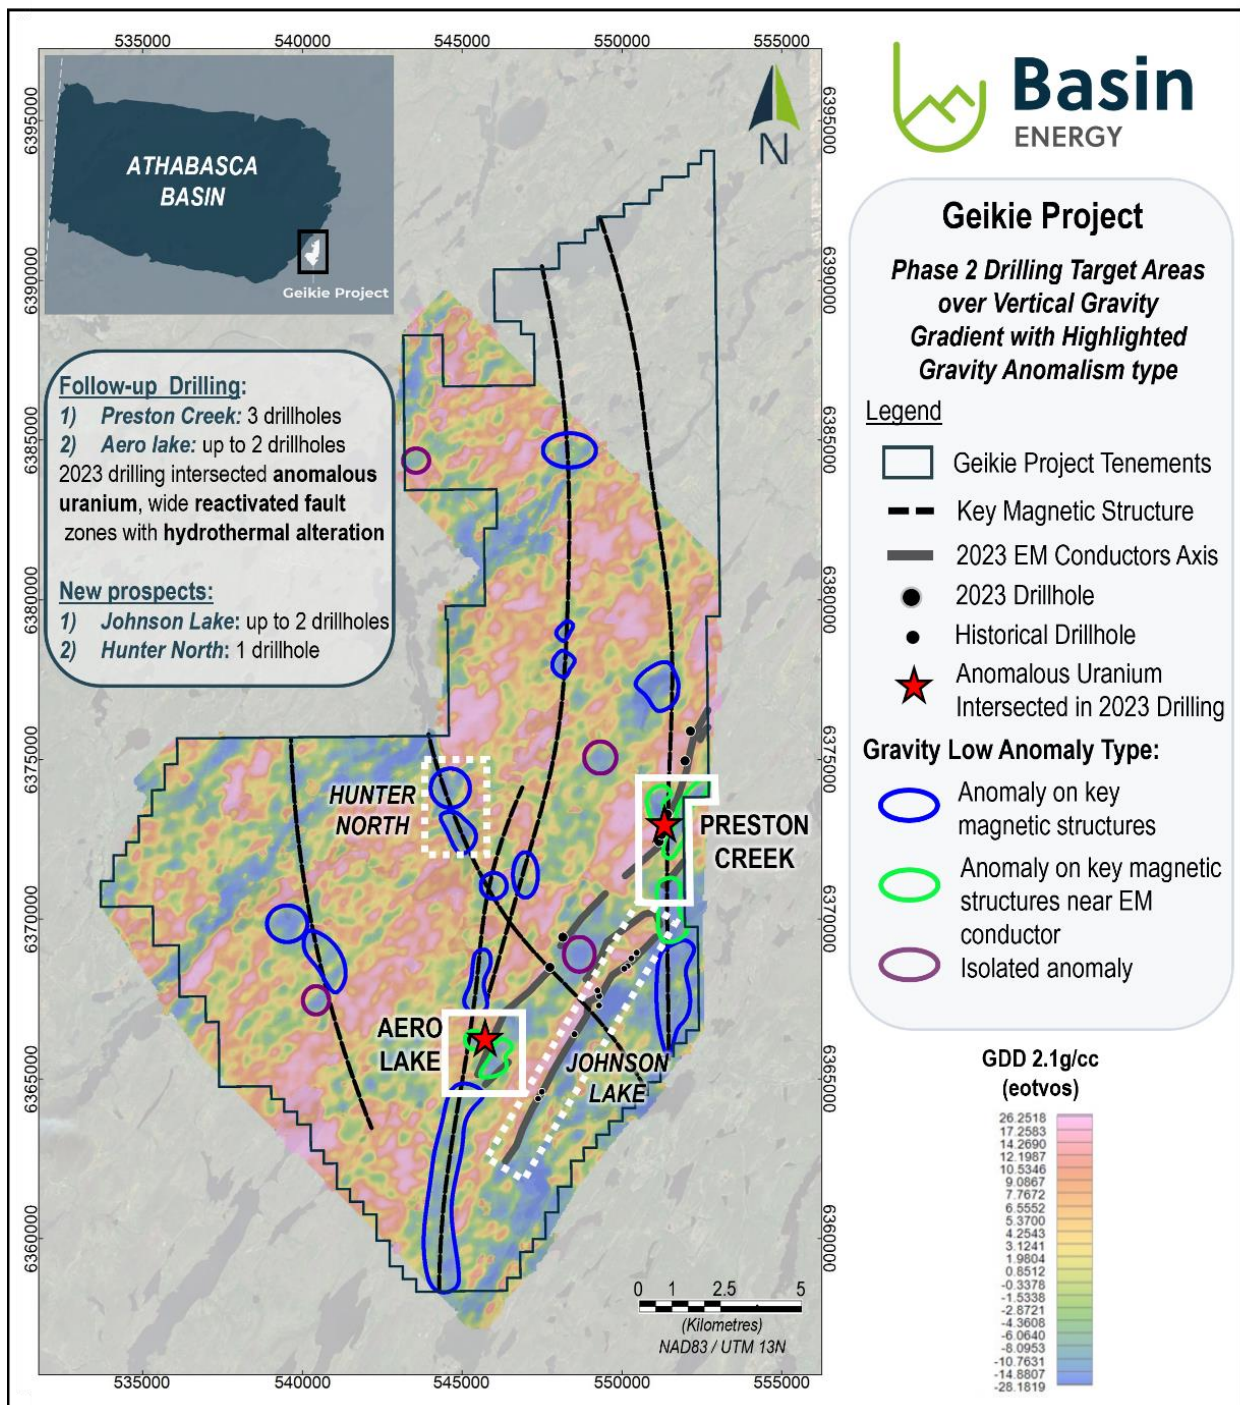 535000 540000 545000 550000 555000
6395000
6390000
6385000
6380000
6375000
6370000
6365000
6360000
ATHABASCA
BASIN
Geikie Project
N
Follow-up Drilling:
1) Preston Creek: 3 drillholes
2) Aero lake: up to 2 drillholes
2023 drilling intersected anomalous
uranium, wide reactivated fault
zones with hydrothermal alteration
New prospects:
1) Johnson Lake: up to 2 drillholes
2) Hunter North: 1 drillhole
HUNTER
NORTH
PRESTON
CREEK
AERO
LAKE
JOHNSON
LAKE
0 1 2.5 5
(Kilometres)
NAD83 / UTM 13N
6395000
6390000
6385000
6380000
6375000
6370000
6365000
6360000
535000 540000 545000 550000 555000
Basin
ENERGY
Geikie Project
Phase 2 Drilling Target Areas
over Vertical Gravity
Gradient with Highlighted
Gravity Anomalism type
Legend
Geikie Project Tenements
Key Magnetic Structure
2023 EM Conductors Axis
2023 Drillhole
Historical Drillhole
Anomalous Uranium
Intersected in 2023 Drilling
Gravity Low Anomaly Type:
Anomaly on key
magnetic structures
Anomaly on key magnetic
structures near EM
conductor
Isolated anomaly
GDD 2.1g/cc
(eotvos)
26.2518
17.2583
14.2690
12.1987
10.5346
9.0867
7.7672
6.5552
5.3700
4.2543
3.1241
1.9804
0.8512
-0.3378
-1.5338
-2.8721
-4.3608
-6.0640
-8.0953
-10.7631
-14.8807
-28.1819